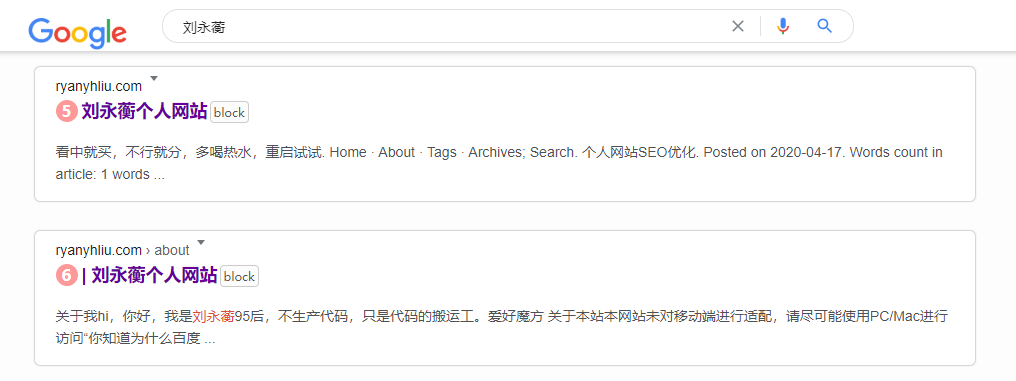 Google
刘永蘅
ryanyhliu.com
5 刘永蘅个人网站 block
看中就买，不行就分，多喝热水，重启试试. Home · About · Tags · Archives; Search. 个人网站SEO优化. Posted on 2020-04-17. Words count in
article: 1 words ...
ryanyhliu.com › about
6 | 刘永蘅个人网站 block
关于我hi，你好，我是刘永蘅95后，不生产代码，只是代码的搬运工。爱好魔方 关于本站本网站未对移动端进行适配，请尽可能使用PC/Mac进行
访问“你知道为什么百度 ...